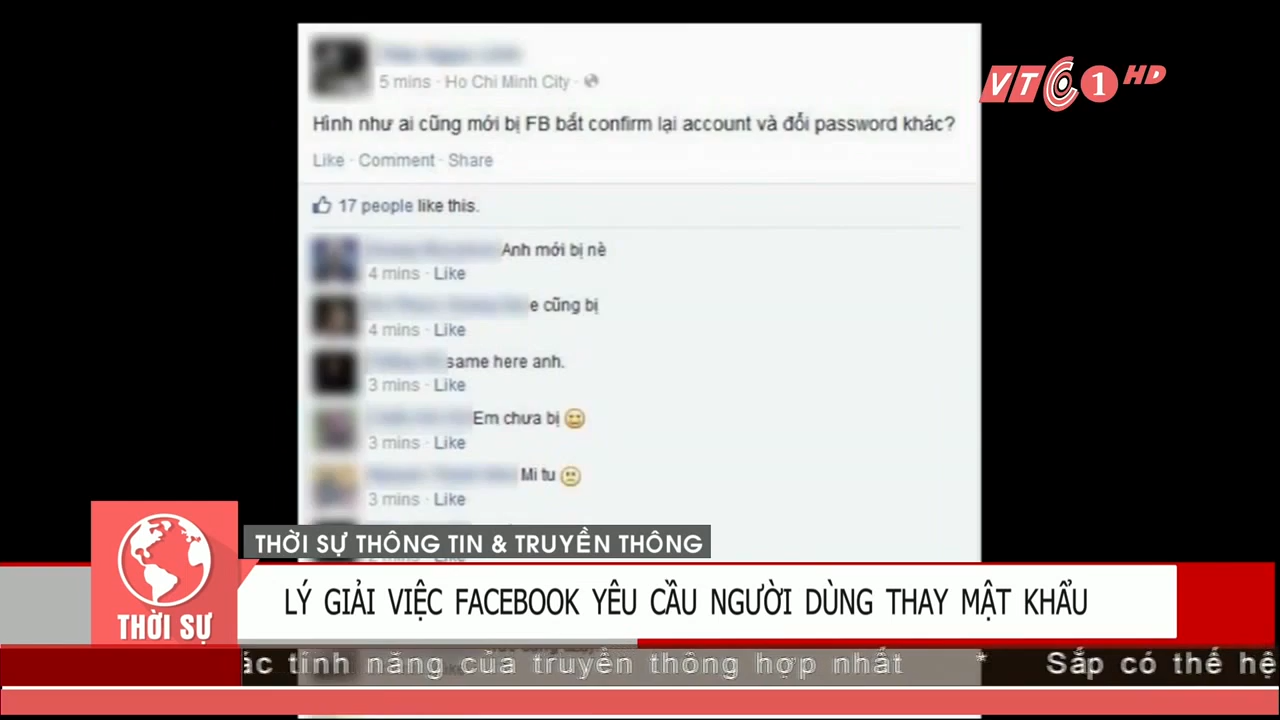 5 mins · Ho Chi Minh City ·
VTC 1 HD
Hình như ai cũng mới bị FB bắt confirm lại account và đổi password khác?
Like · Comment · Share
17 people like this.
Anh mới bị nè
4 mins · Like
e cũng bị
4 mins · Like
same here anh.
3 mins · Like
Em chưa bị
3 mins · Like
Mi tu
3 mins · Like
THỜI SỰ THÔNG TIN & TRUYỀN THÔNG
LÝ GIẢI VIỆC FACEBOOK YÊU CẦU NGƯỜI DÙNG THAY MẬT KHẨU
THỜI SỰ
ác tính năng của truyền thông hợp nhất * Sắp có thế hệ